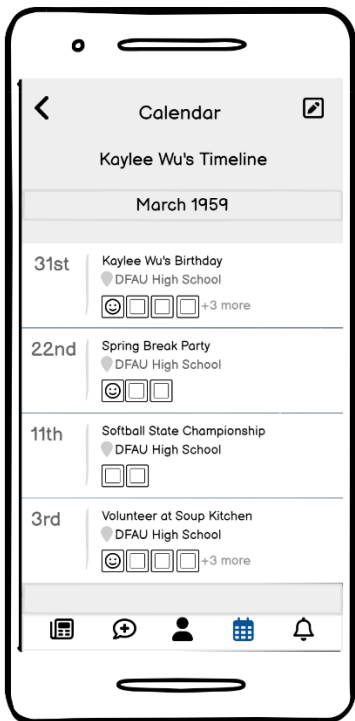 Calendar
Kaylee Wu's Timeline
March 1959
31st
Kaylee Wu's Birthday
DFAU High School
+3 more
22nd
Spring Break Party
DFAU High School
11th
Softball State Championship
DFAU High School
3rd
Volunteer at Soup Kitchen
DFAU High School
+3 more